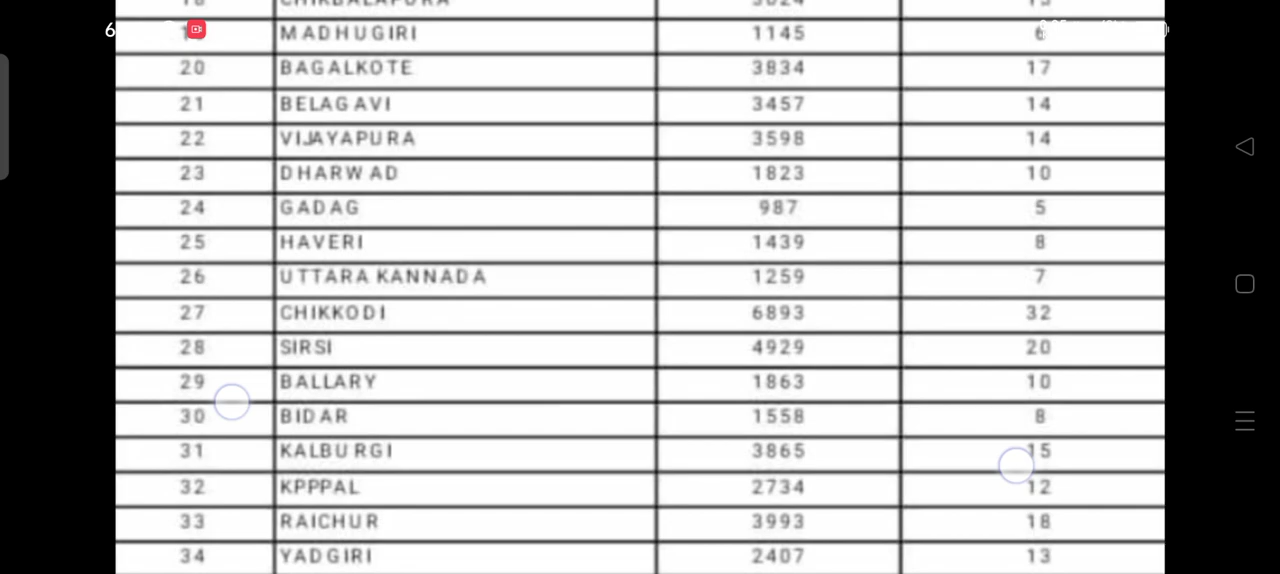 MADHUGIRI 1145
20 BAGALKOTE 3834 17
21 BELAGAVI 3457 14
22 VIJAYAPURA 3598 14
23 DHARWAD 1823 10
24 GADAG 987 5
25 HAVERI 1439 8
26 UTTARA KANNADA 1259 7
27 CHIKKODI 6893 32
28 SIRSI 4929 20
29 BALLARY 1863 10
30 BIDAR 1558 8
31 KALBURGI 3865 15
32 KPPPAL 2734 12
33 RAICHUR 3993 18
34 YADGIRI 2407 13